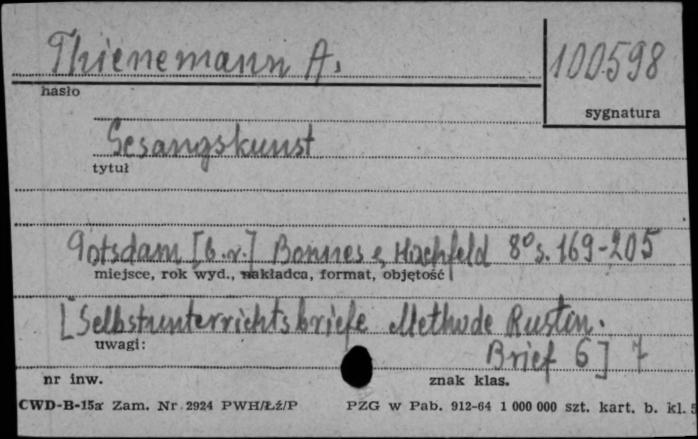 Thienemann A.
100598
hasło
sygnatura
Gesangskunst
tytuł
Potsdam [b.r.] Bonnes & Hachfeld 8° s. 169-205
miejsce, rok wyd., nakładca, format, objętość
[Selbstunterrichtsbriefe Methode Rustin.
uwagi:
Brief 6] 7
nr inw.
znak klas.
CWD-B-15a Zam. Nr 2924 PWH/Łź/P PZG w Pab. 912-64 1 000 000 szt. kart. b. kl. 5